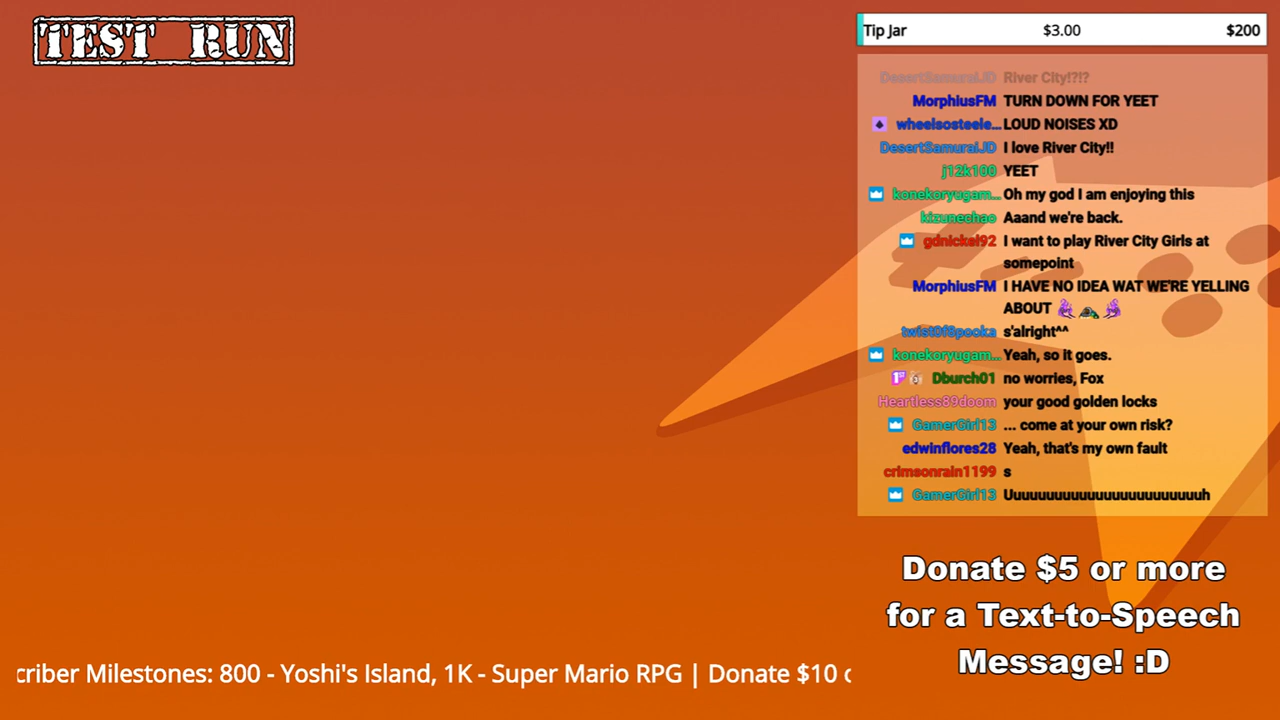 TEST RUN
Tip Jar $3.00 $200
DesertSamuraiJD River City!?!?
MorphiusFM TURN DOWN FOR YEET
wheelsosteele... LOUD NOISES XD
DesertSamuraiJD I love River City!!
j12k100 YEET
konekoryugam... Oh my god I am enjoying this
kizunechao Aaand we're back.
gdnickel92 I want to play River City Girls at
somepoint
MorphiusFM I HAVE NO IDEA WAT WE'RE YELLING
ABOUT
twist0f8pooka s'alright^^
konekoryugam... Yeah, so it goes.
Dburch01 no worries, Fox
Heartless89doom your good golden locks
GamerGirl13 ... come at your own risk?
edwinflores28 Yeah, that's my own fault
crimsonrain1199 s
GamerGirl13 Uuuuuuuuuuuuuuuuuuuuuuuh
Donate $5 or more
for a Text-to-Speech
Message! :D
criber Milestones: 800 - Yoshi's Island, 1K - Super Mario RPG | Donate $10